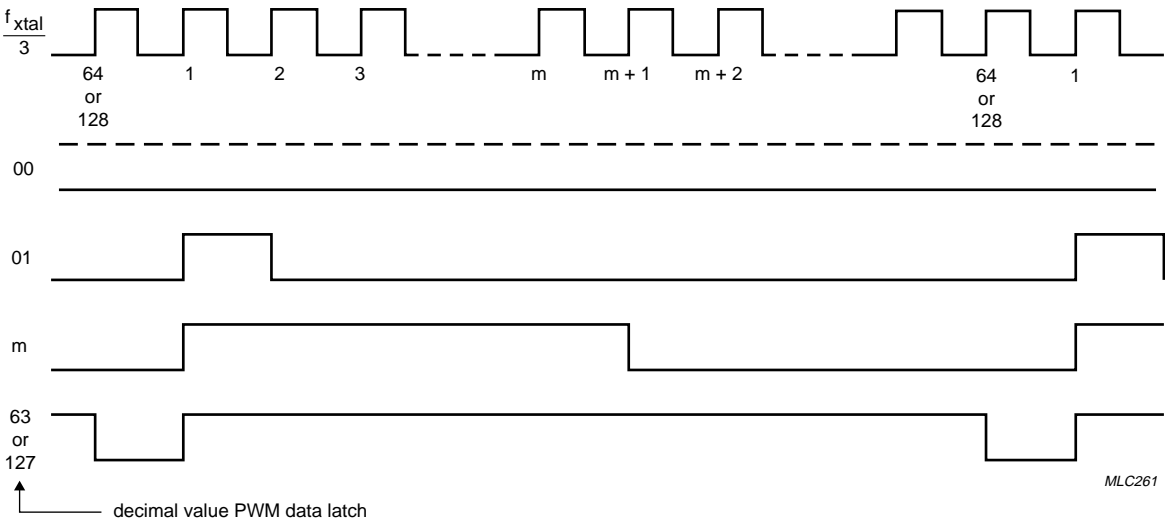 f xtal
3
64
or
128
1
2
3
m
m + 1
m + 2
64
or
128
1
00
01
m
63
or
127
decimal value PWM data latch
MLC261